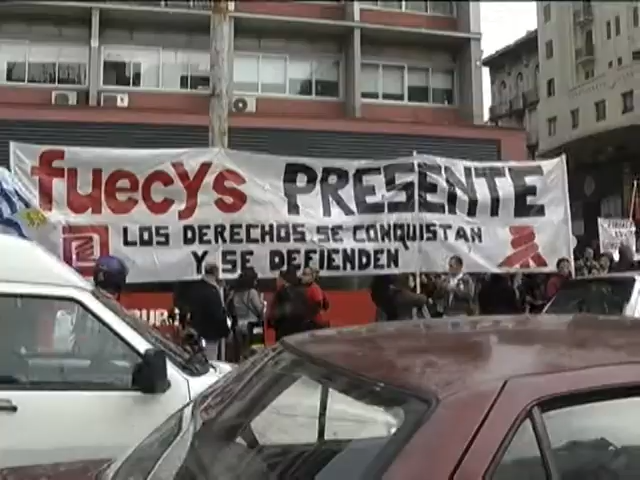 fuecys PRESENTE
LOS DERECHOS SE CONQUISTAN
Y SE DEFIENDEN